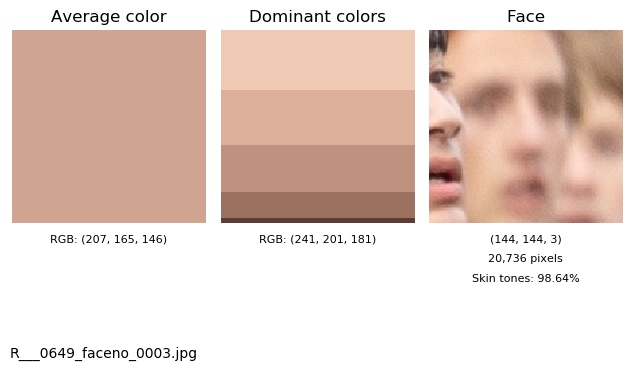 Average color
Dominant colors
Face
RGB: (207, 165, 146)
RGB: (241, 201, 181)
(144, 144, 3)
20,736 pixels
Skin tones: 98.64%
R___0649_faceno_0003.jpg